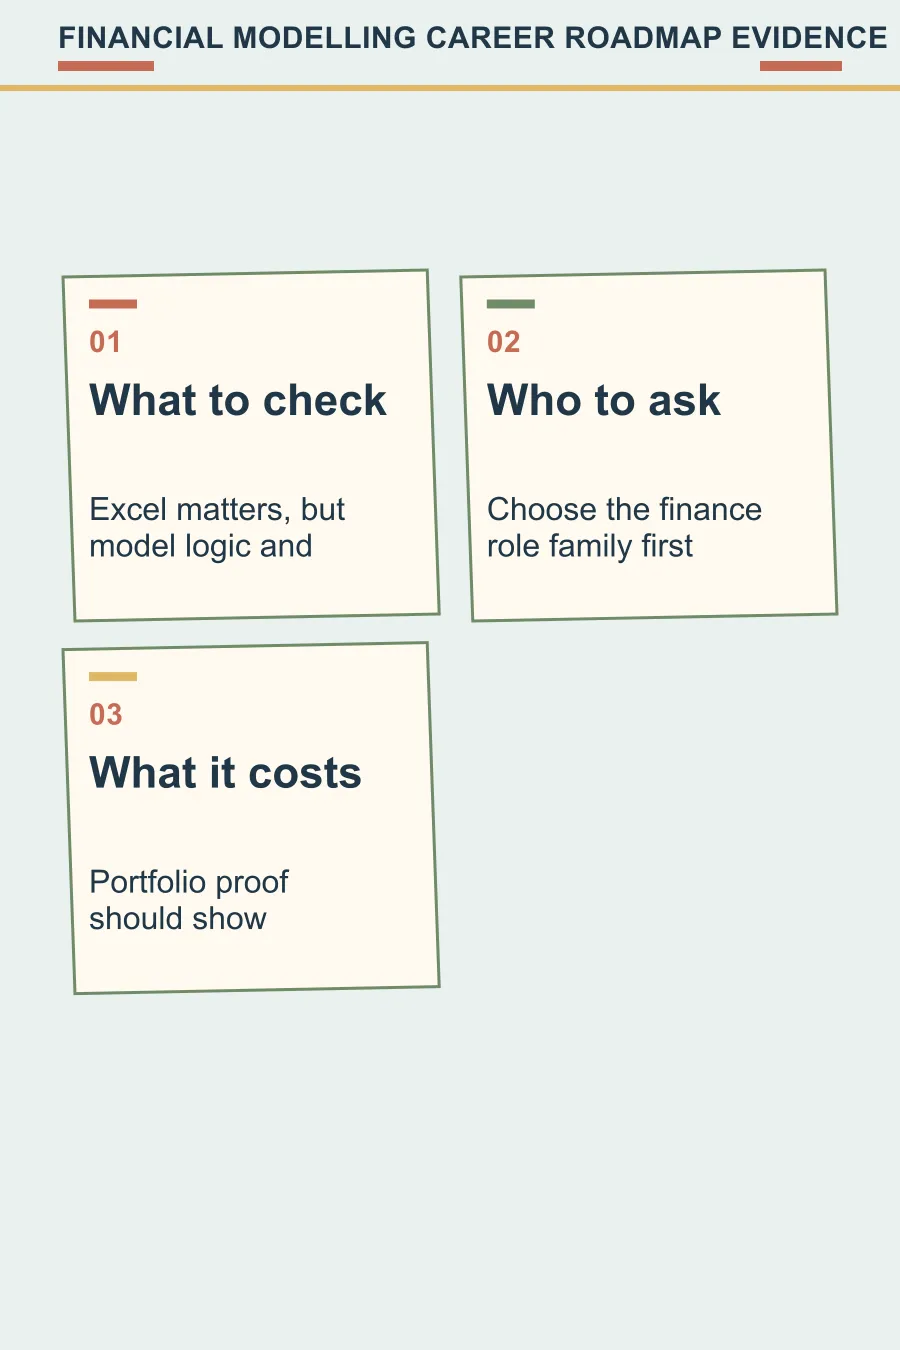 FINANCIAL MODELLING CAREER ROADMAP EVIDENCE
01
What to check
Excel matters, but
model logic and
02
Who to ask
Choose the finance
role family first
03
What it costs
Portfolio proof
should show